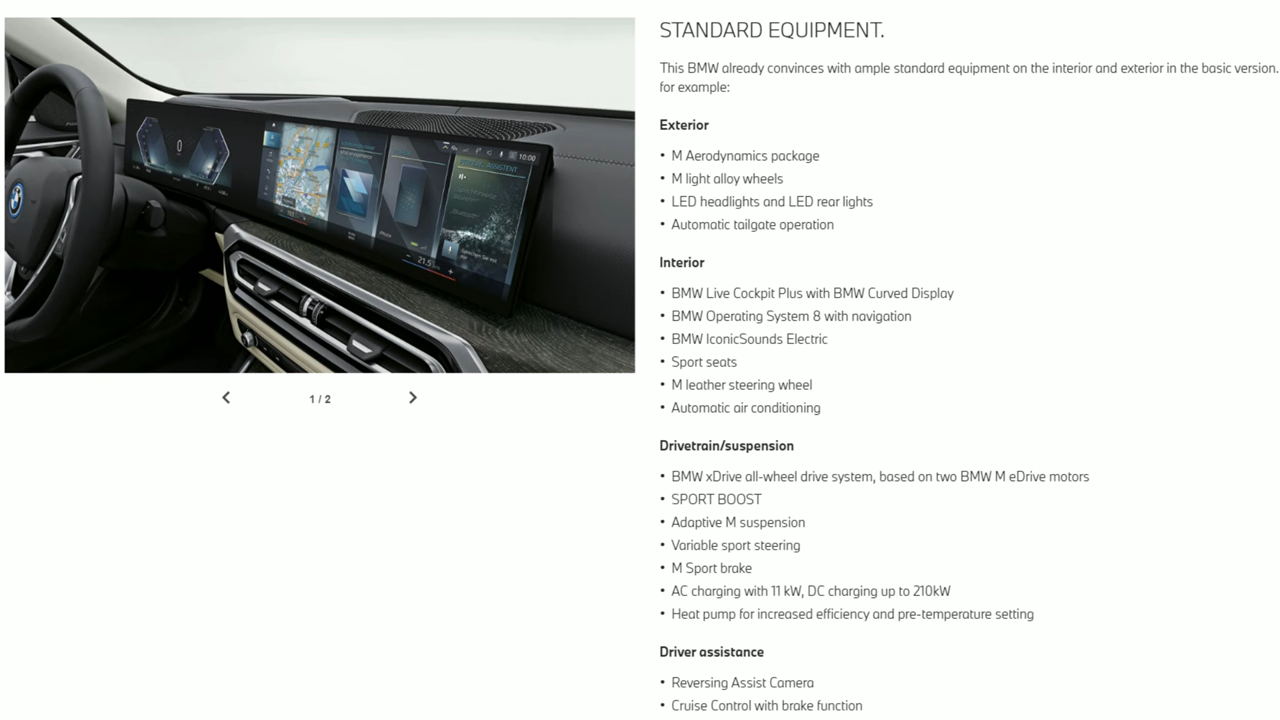 STANDARD EQUIPMENT.
This BMW already convinces with ample standard equipment on the interior and exterior in the basic version.
for example:
Exterior
• M Aerodynamics package
• M light alloy wheels
• LED headlights and LED rear lights
• Automatic tailgate operation
Interior
• BMW Live Cockpit Plus with BMW Curved Display
• BMW Operating System 8 with navigation
• BMW IconicSounds Electric
• Sport seats
• M leather steering wheel
• Automatic air conditioning
Drivetrain/suspension
• BMW xDrive all-wheel drive system, based on two BMW M eDrive motors
• SPORT BOOST
• Adaptive M suspension
• Variable sport steering
• M Sport brake
• AC charging with 11 kW, DC charging up to 210kW
• Heat pump for increased efficiency and pre-temperature setting
Driver assistance
• Reversing Assist Camera
• Cruise Control with brake function
0
10:00
21.5
1 / 2